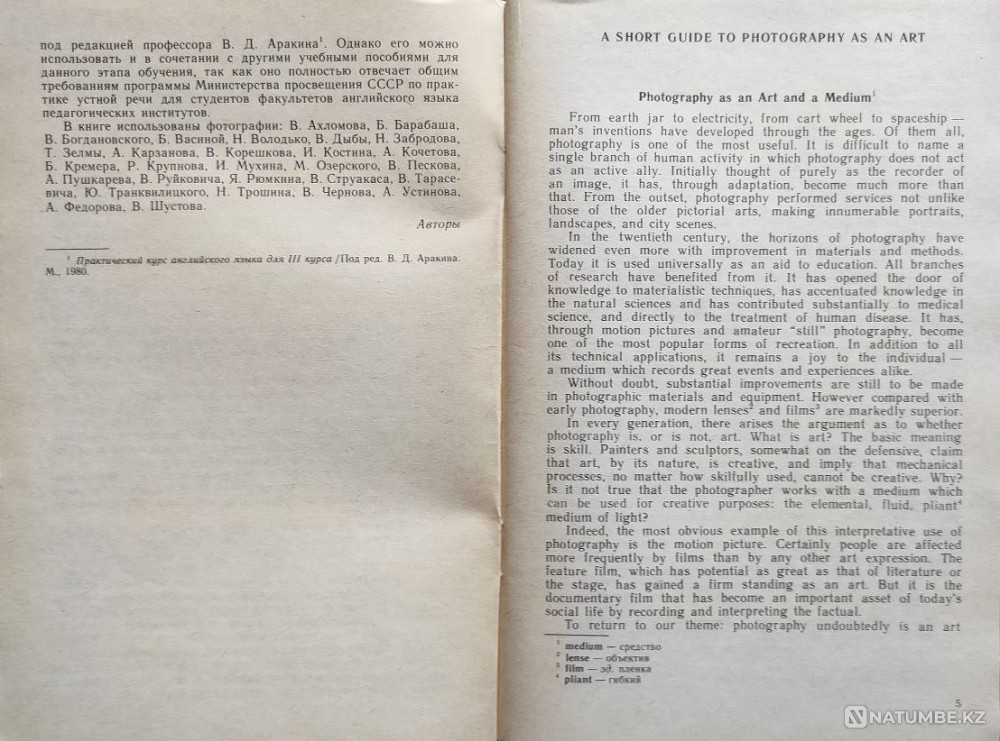 под редакцией профессора В. Д. Аракина¹. Однако его можно
использовать и в сочетании с другими учебными пособиями для
данного этапа обучения, так как оно полностью отвечает общим
требованиям программы Министерства просвещения СССР по прак-
тике устной речи для студентов факультетов английского языка
педагогических институтов.
В книге использованы фотографии: В. Ахломова, Б. Барабаша,
В. Богдановского, Б. Васиной, Н. Володько, В. Дыбы, Н. Забродова,
Т. Зелмы, А. Карзанова, В. Корешкова, И. Костина, А. Кочетова,
Б. Кремера, Р. Крупнова, И. Мухина, М. Озерского, В. Пескова,
А. Пушкарева, В. Руйковича, Я. Рюмкина, В. Струакаса, В. Тарасе-
вича, Ю. Транквилицкого, Н. Трошина, В. Чернова, А. Устинова,
А. Федорова, В. Шустова.
Авторы
¹ Практический курс английского языка для III курса /Под ред. В. Д. Аракина.
М., 1980.
A SHORT GUIDE TO PHOTOGRAPHY AS AN ART
Photography as an Art and a Medium¹
From earth jar to electricity, from cart wheel to spaceship —
man's inventions have developed through the ages. Of them all,
photography is one of the most useful. It is difficult to name a
single branch of human activity in which photography does not act
as an active ally. Initially thought of purely as the recorder of
an image, it has, through adaptation, become much more than
that. From the outset, photography performed services not unlike
those of the older pictorial arts, making innumerable portraits,
landscapes, and city scenes.
In the twentieth century, the horizons of photography have
widened even more with improvement in materials and methods.
Today it is used universally as an aid to education. All branches
of research have benefited from it. It has opened the door of
knowledge to materialistic techniques, has accentuated knowledge in
the natural sciences and has contributed substantially to medical
science, and directly to the treatment of human disease. It has,
through motion pictures and amateur “still” photography, become
one of the most popular forms of recreation. In addition to all
its technical applications, it remains a joy to the individual —
a medium which records great events and experiences alike.
Without doubt, substantial improvements are still to be made
in photographic materials and equipment. However compared with
early photography, modern lenses² and films³ are markedly superior.
In every generation, there arises the argument as to whether
photography is, or is not, art. What is art? The basic meaning
is skill. Painters and sculptors, somewhat on the defensive, claim
that art, by its nature, is creative, and imply that mechanical
processes, no matter how skilfully used, cannot be creative. Why?
Is it not true that the photographer works with a medium which
can be used for creative purposes: the elemental, fluid, pliant⁴
medium of light?
Indeed, the most obvious example of this interpretative use of
photography is the motion picture. Certainly people are affected
more frequently by films than by any other art expression. The
feature film, which has potential as great as that of literature or
the stage, has gained a firm standing as an art. But it is the
documentary film that has become an important asset of today's
social life by recording and interpreting the factual.
To return to our theme: photography undoubtedly is an art
¹ medium — средство
² lense — объектив
³ film — зд. пленка
⁴ pliant — гибкий
5
NATUMBE.KZ